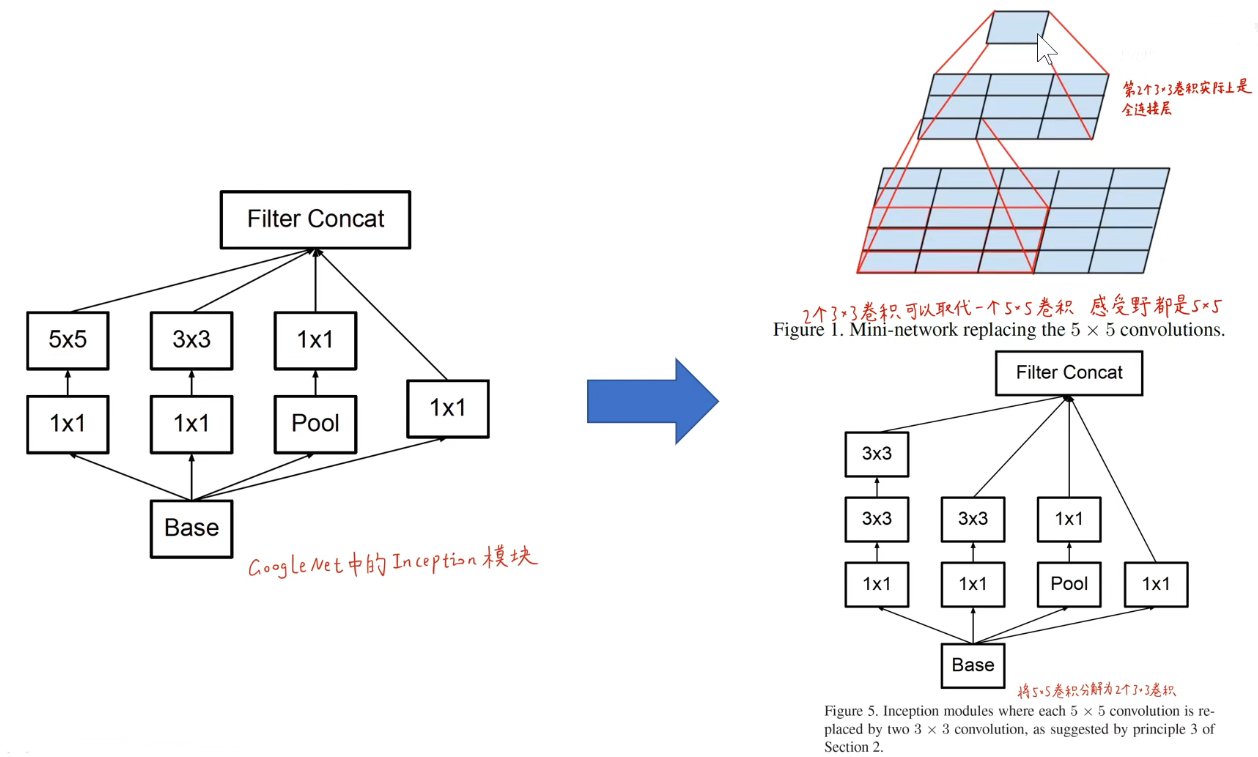 Filter Concat
5x5
3x3
1x1
1x1
1x1
Pool
1x1
Base
GoogLeNet中的Inception模块
第2个3×3卷积实际上是
全连接层
2个3×3卷积可以取代一个5×5卷积 感受野都是5×5
Figure 1. Mini-network replacing the 5 × 5 convolutions.
Filter Concat
3x3
3x3
3x3
1x1
1x1
1x1
Pool
1x1
Base
将5×5卷积分解为2个3×3卷积
Figure 5. Inception modules where each 5 × 5 convolution is re-
placed by two 3 × 3 convolution, as suggested by principle 3 of
Section 2.